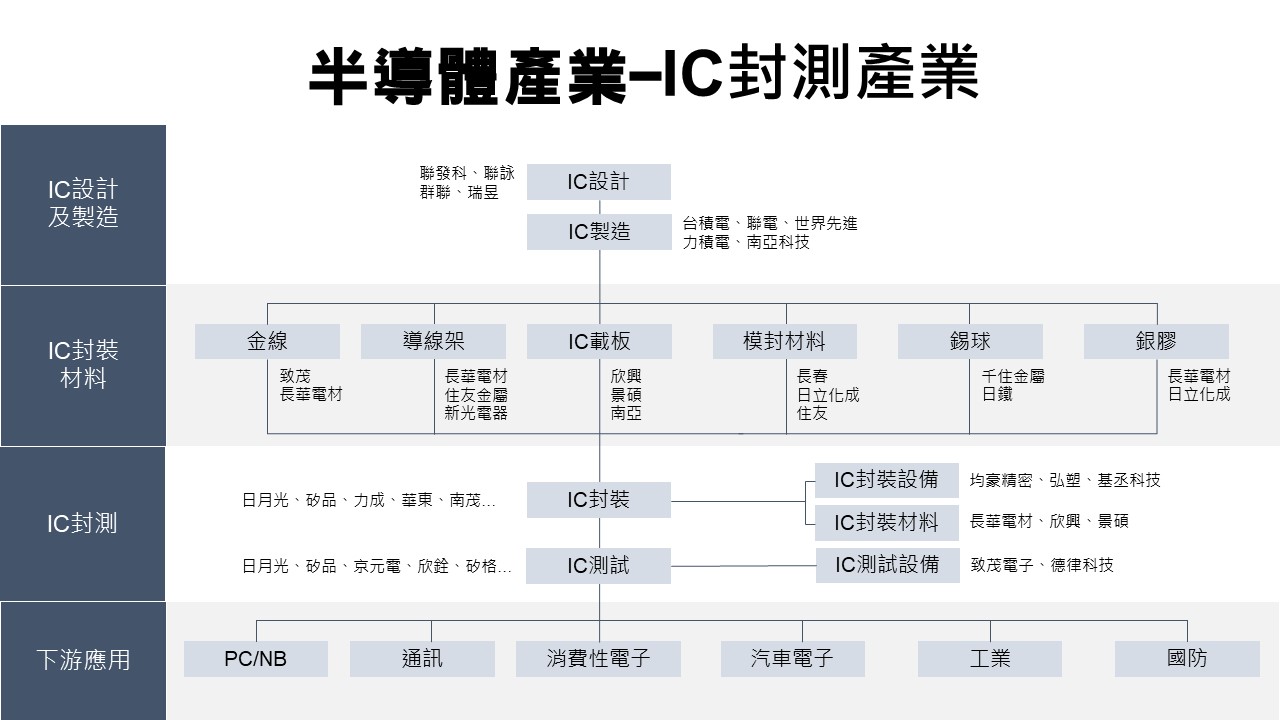 半導體產業–IC封測產業
IC設計
及製造
聯發科、聯詠
群聯、瑞昱
IC設計
IC製造
台積電、聯電、世界先進
力積電、南亞科技
IC封裝
材料
金線
導線架
IC載板
模封材料
錫球
銀膠
致茂
長華電材
長華電材
住友金屬
新光電器
欣興
景碩
南亞
長春
日立化成
住友
千住金屬
日鐵
長華電材
日立化成
IC封測
日月光、矽品、力成、華東、南茂...
IC封裝
IC封裝設備
均豪精密、弘塑、基丞科技
IC封裝材料
長華電材、欣興、景碩
日月光、矽品、京元電、欣銓、矽格...
IC測試
IC測試設備
致茂電子、德律科技
下游應用
PC/NB
通訊
消費性電子
汽車電子
工業
國防